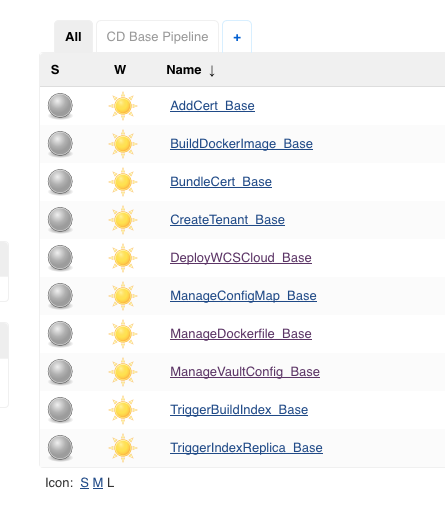 All CD Base Pipeline +
S W Name ↓
AddCert_Base
BuildDockerImage_Base
BundleCert_Base
CreateTenant_Base
DeployWCSCloud_Base
ManageConfigMap_Base
ManageDockerfile_Base
ManageVaultConfig_Base
TriggerBuildIndex_Base
TriggerIndexReplica_Base
Icon: S M L